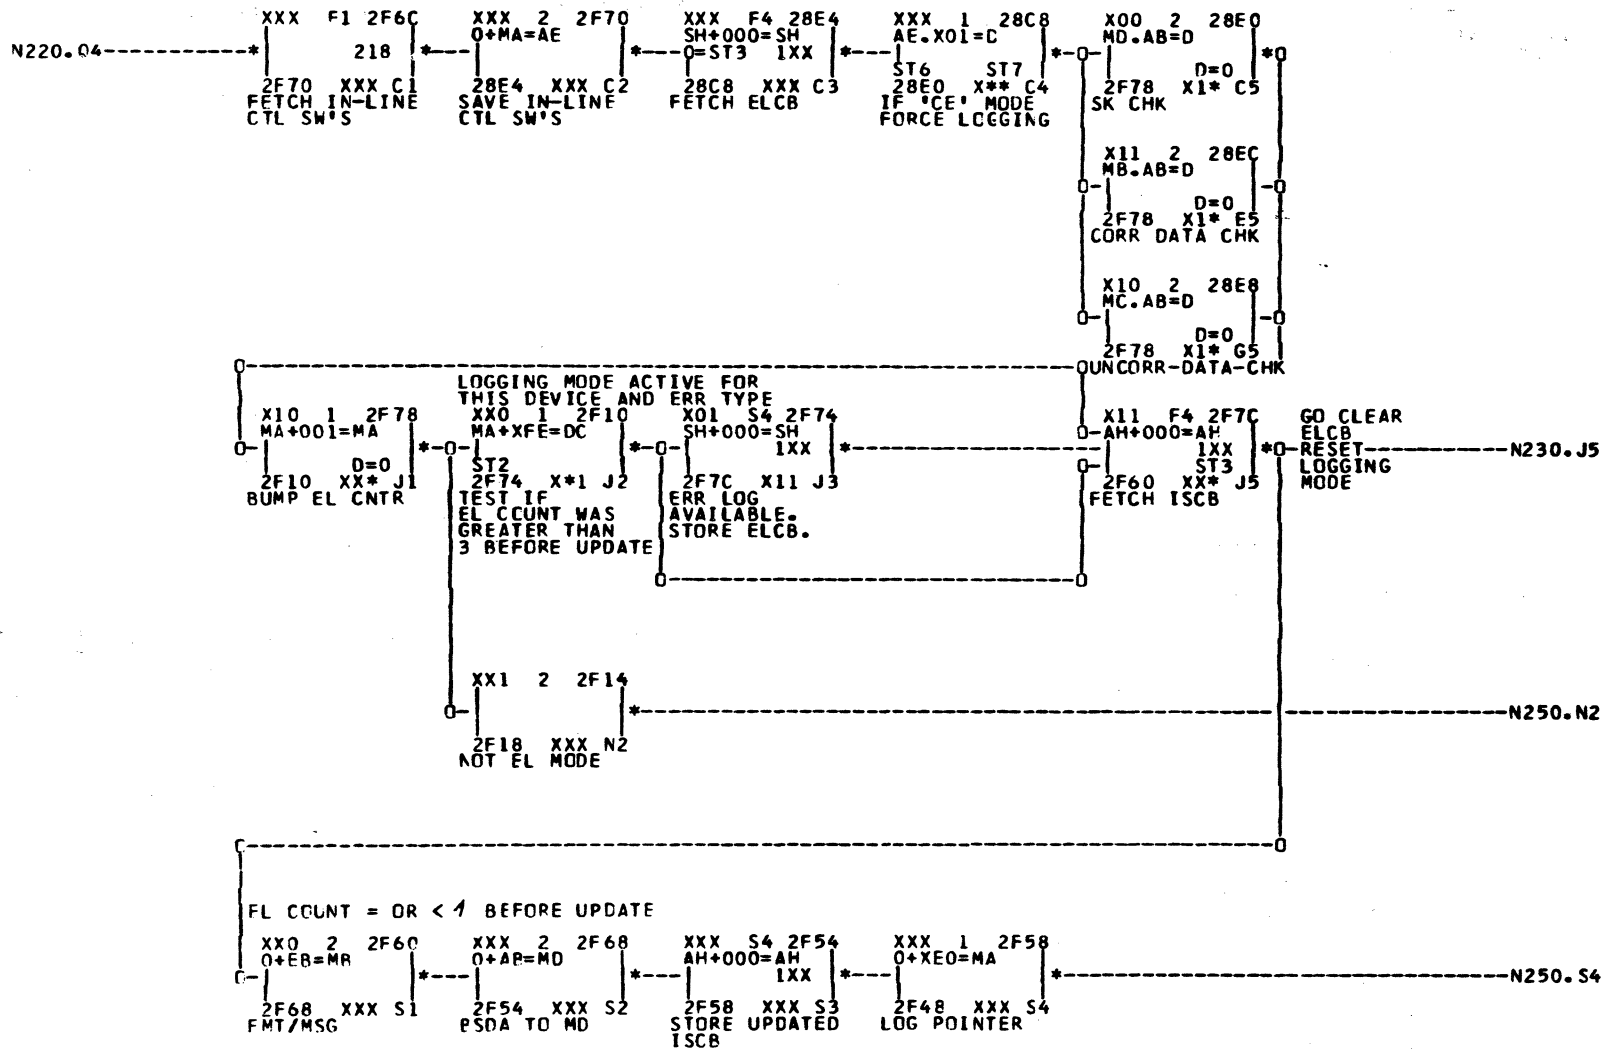 XXX F1 2F6C
218
2F70 XXX C1
FETCH IN-LINE
CTL SW'S
XXX 2 2F70
0+MA=AE
28E4 XXX C2
SAVE IN-LINE
CTL SW'S
XXX F4 28E4
SH+000=SH
0=ST3 1XX
28C8 XXX C3
FETCH ELCB
XXX 1 28C8
AE.X01=C
ST6 ST7
28E0 X** C4
IF 'CE' MODE
FORCE LOGGING
X00 2 28E0
MD.AB=D
D=0
2F78 X1* C5
SK CHK
N220.Q4
X11 2 28EC
MB.AB=D
D=0
2F78 X1* E5
CORR DATA CHK
X10 2 28E8
MC.AB=D
D=0
2F78 X1* G5
UNCORR-DATA-CHK
LOGGING MODE ACTIVE FOR
THIS DEVICE AND ERR TYPE
X10 1 2F78
MA+001=MA
D=0
2F10 XX* J1
BUMP EL CNTR
XX0 1 2F10
MA+XFE=DC
ST2
2F74 X*1 J2
TEST IF
EL CCUNT WAS
GREATER THAN
3 BEFORE UPDATE
X01 S4 2F74
SH+000=SH
1XX
2F7C X11 J3
ERR LOG
AVAILABLE.
STORE ELCB.
X11 F4 2F7C
AH+000=AH
1XX
ST3
2F60 XX* J5
FETCH ISCB
GO CLEAR
ELCB
RESET
LOGGING
MODE
N230.J5
XX1 2 2F14
2F18 XXX N2
NOT EL MODE
N250.N2
FL CCUNT = OR < 1 BEFORE UPDATE
XX0 2 2F60
0+EB=MB
2F68 XXX S1
FMT/MSG
XXX 2 2F68
0+AB=MD
2F54 XXX S2
PSDA TO MD
XXX S4 2F54
AH+000=AH
1XX
2F58 XXX S3
STORE UPDATED
ISCB
XXX 1 2F58
0+XE0=MA
2F48 XXX S4
LOG POINTER
N250.S4